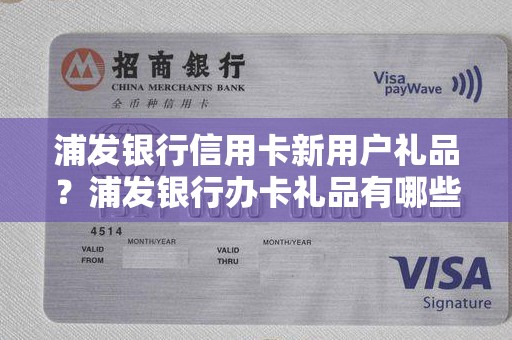 招商銀行
CHINA MERCHANTS BANK
全币种信用卡
Visa
payWave
浦发银行信用卡新用户礼品
？浦发银行办卡礼品有哪些
4514
MONTH/YEAR
MONTH/YEAR
VALID
FROM
VALID
THRU
VISA
Signature